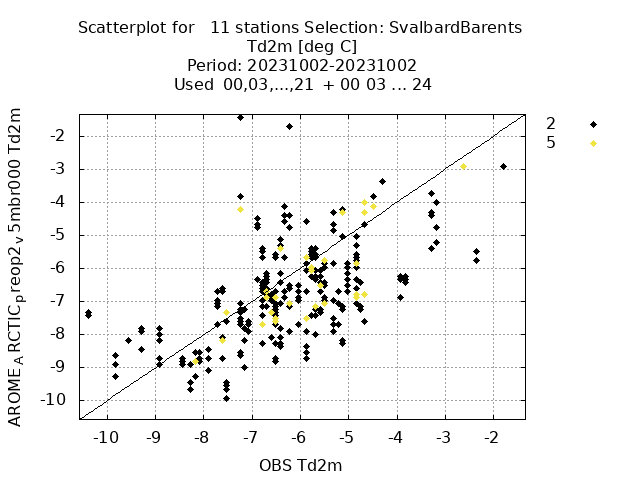 Scatterplot for 11 stations Selection: SvalbardBarents
Td2m [deg C]
Period: 20231002-20231002
Used 00,03,...,21 + 00 03 ... 24
2
5
AROME_ARCTIC_preop2_v5mbr000 Td2m
-2
-3
-4
-5
-6
-7
-8
-9
-10
-10 -9 -8 -7 -6 -5 -4 -3 -2
OBS Td2m